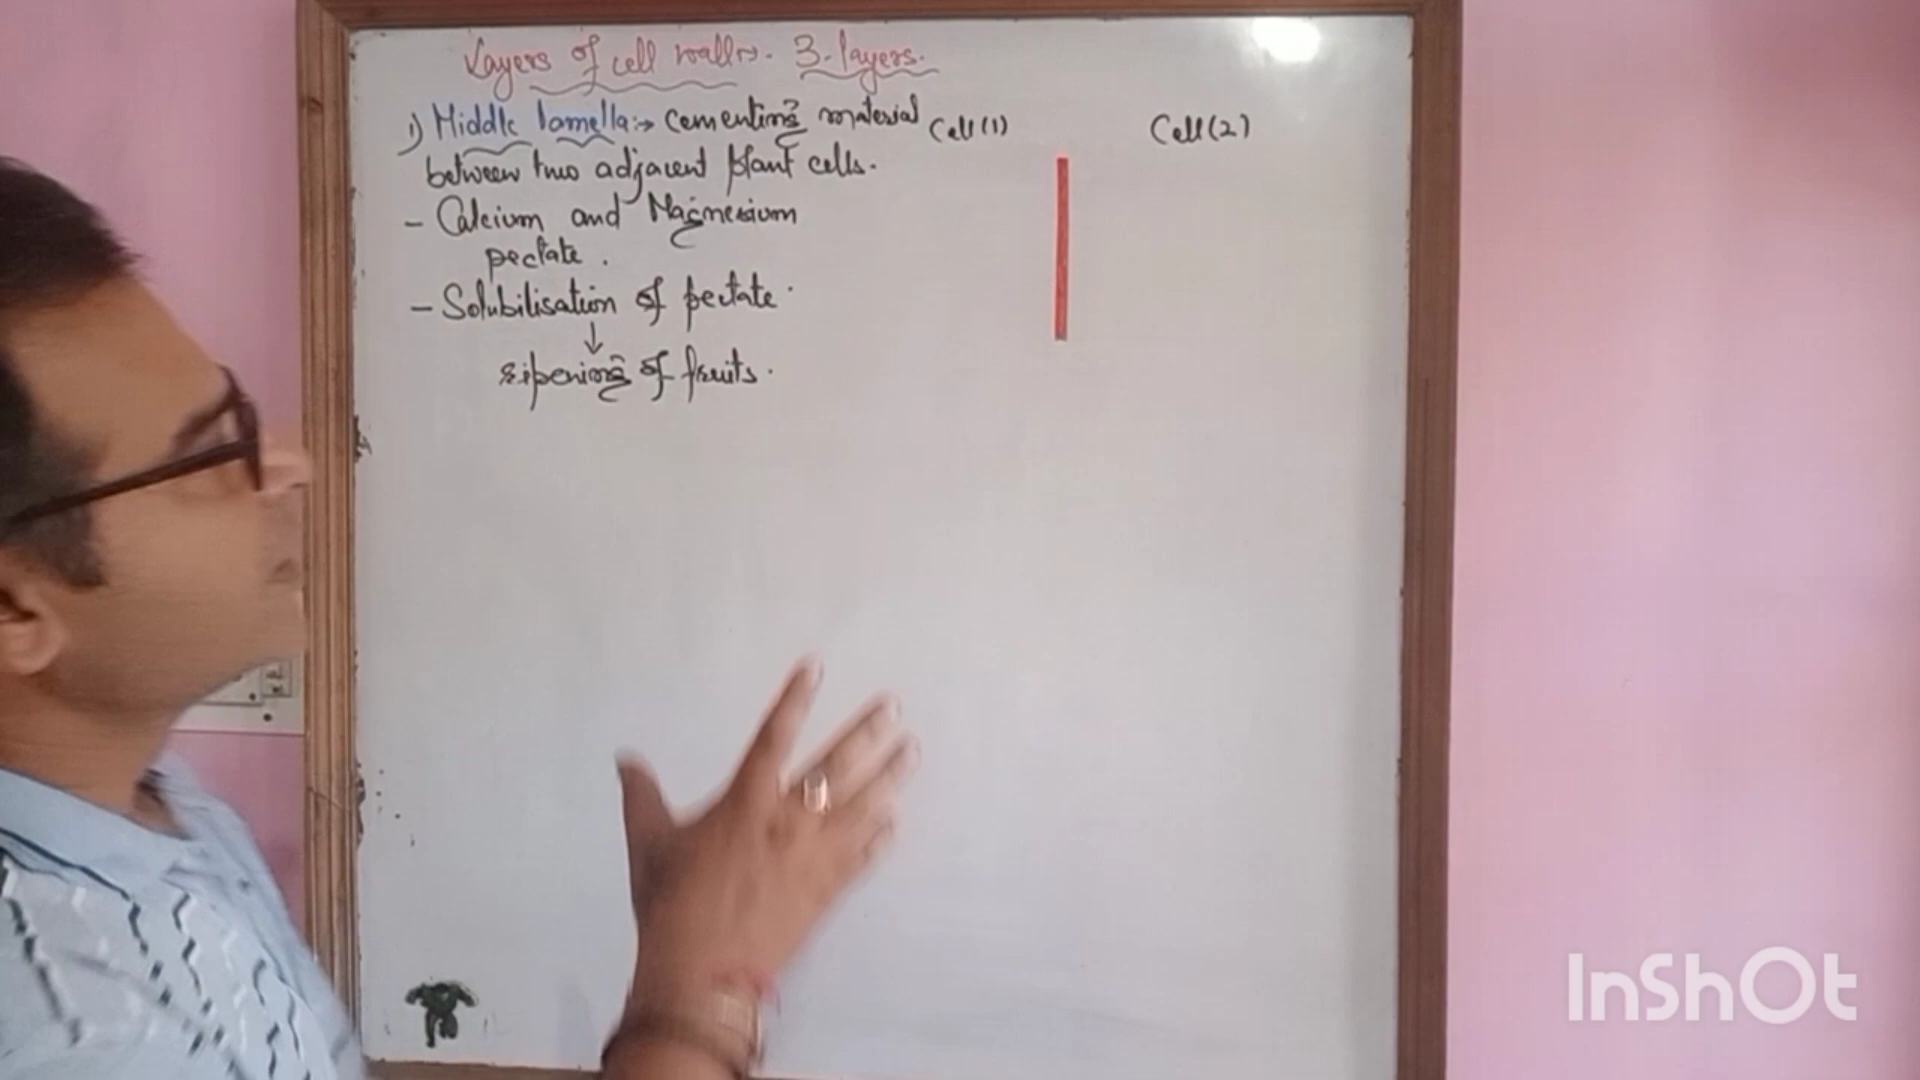 Layers of cell walls. 3-layers.
1) Middle lamella:→ cementing material
between two adjacent plant cells.
- Calcium and Magnesium
pectate.
- Solubilisation of pectate.
↓
ripening of fruits.
Cell(1) Cell(2)
InShOt